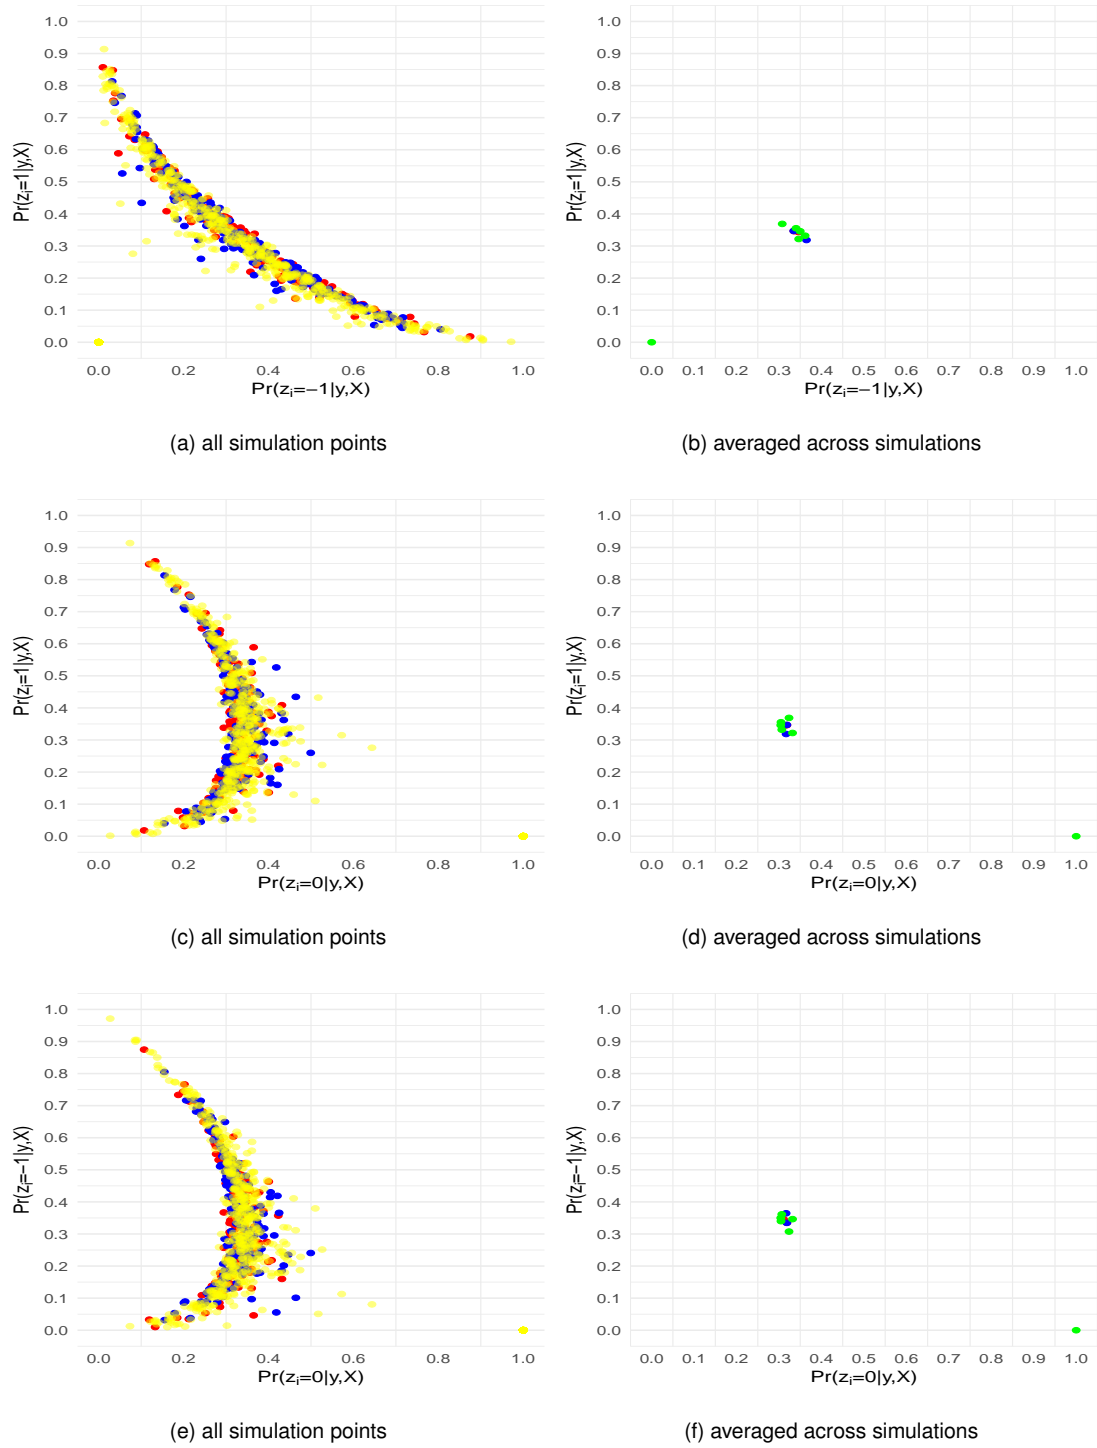 1.0
0.9
0.8
0.7
0.6
0.5
0.4
0.3
0.2
0.1
0.0
Pr(zᵢ=1|y,X)
0.0 0.2 0.4 0.6 0.8 1.0
Pr(zᵢ=−1|y,X)
(a) all simulation points
1.0
0.9
0.8
0.7
0.6
0.5
0.4
0.3
0.2
0.1
0.0
Pr(zᵢ=1|y,X)
0.0 0.1 0.2 0.3 0.4 0.5 0.6 0.7 0.8 0.9 1.0
Pr(zᵢ=−1|y,X)
(b) averaged across simulations
1.0
0.9
0.8
0.7
0.6
0.5
0.4
0.3
0.2
0.1
0.0
Pr(zᵢ=1|y,X)
0.0 0.2 0.4 0.6 0.8 1.0
Pr(zᵢ=0|y,X)
(c) all simulation points
1.0
0.9
0.8
0.7
0.6
0.5
0.4
0.3
0.2
0.1
0.0
Pr(zᵢ=1|y,X)
0.0 0.1 0.2 0.3 0.4 0.5 0.6 0.7 0.8 0.9 1.0
Pr(zᵢ=0|y,X)
(d) averaged across simulations
1.0
0.9
0.8
0.7
0.6
0.5
0.4
0.3
0.2
0.1
0.0
Pr(zᵢ=−1|y,X)
0.0 0.2 0.4 0.6 0.8 1.0
Pr(zᵢ=0|y,X)
(e) all simulation points
1.0
0.9
0.8
0.7
0.6
0.5
0.4
0.3
0.2
0.1
0.0
Pr(zᵢ=−1|y,X)
0.0 0.1 0.2 0.3 0.4 0.5 0.6 0.7 0.8 0.9 1.0
Pr(zᵢ=0|y,X)
(f) averaged across simulations